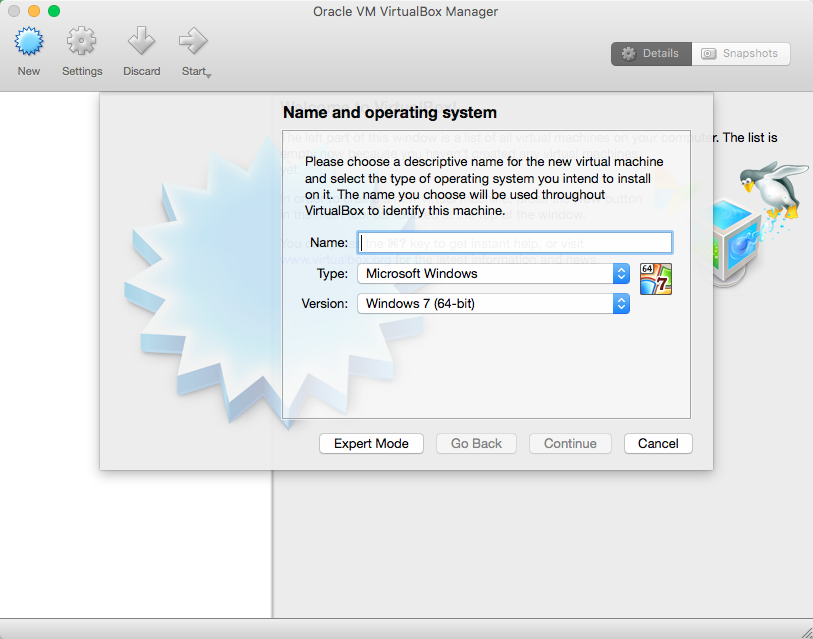 Oracle VM VirtualBox Manager
New
Settings
Discard
Start
Details
Snapshots
Welcome to VirtualBox!
The left part of this window is a list of all virtual machines on your computer. The list is
Name and operating system
Please choose a descriptive name for the new virtual machine
and select the type of operating system you intend to install
on it. The name you choose will be used throughout
VirtualBox to identify this machine.
button
of the window.
Name:
the ⌘? key to get instant help, or visit
www.virtualbox.org for the latest information and news.
Type:
Microsoft Windows
64
7
Version:
Windows 7 (64-bit)
Expert Mode
Go Back
Continue
Cancel